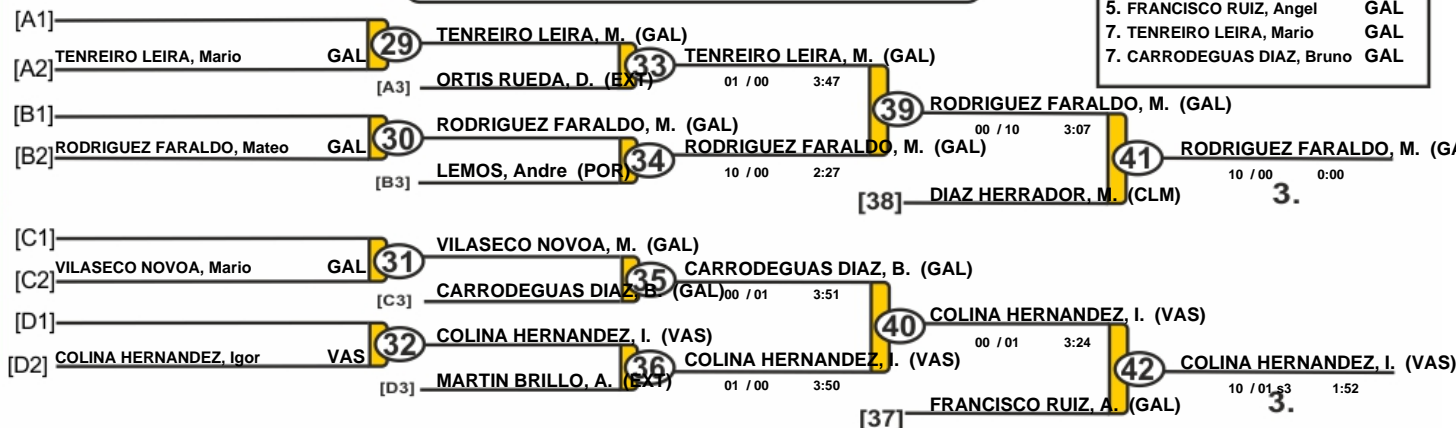 5. FRANCISCO RUIZ, Angel GAL
7. TENREIRO LEIRA, Mario GAL
7. CARRODEGUAS DIAZ, Bruno GAL
[A1]
[A2] TENREIRO LEIRA, Mario GAL
29
TENREIRO LEIRA, M. (GAL)
[A3] ORTIS RUEDA, D. (EXT)
33
TENREIRO LEIRA, M. (GAL)
01 / 00 3:47
[B1]
[B2] RODRIGUEZ FARALDO, Mateo GAL
30
RODRIGUEZ FARALDO, M. (GAL)
[B3] LEMOS, Andre (POR)
34
RODRIGUEZ FARALDO, M. (GAL)
10 / 00 2:27
39
RODRIGUEZ FARALDO, M. (GAL)
00 / 10 3:07
[38] DIAZ HERRADOR, M. (CLM)
41
RODRIGUEZ FARALDO, M.
10 / 00 0:00
3.
[C1]
[C2] VILASECO NOVOA, Mario GAL
31
VILASECO NOVOA, M. (GAL)
[C3] CARRODEGUAS DIAZ, B. (GAL)
35
CARRODEGUAS DIAZ, B. (GAL)
00 / 01 3:51
[D1]
[D2] COLINA HERNANDEZ, Igor VAS
32
COLINA HERNANDEZ, I. (VAS)
[D3] MARTIN BRILLO, A. (EXT)
36
COLINA HERNANDEZ, I. (VAS)
01 / 00 3:50
40
COLINA HERNANDEZ, I. (VAS)
00 / 01 3:24
[37] FRANCISCO RUIZ, A. (GAL)
42
COLINA HERNANDEZ, I. (VAS)
10 / 01 s3 1:52
3.